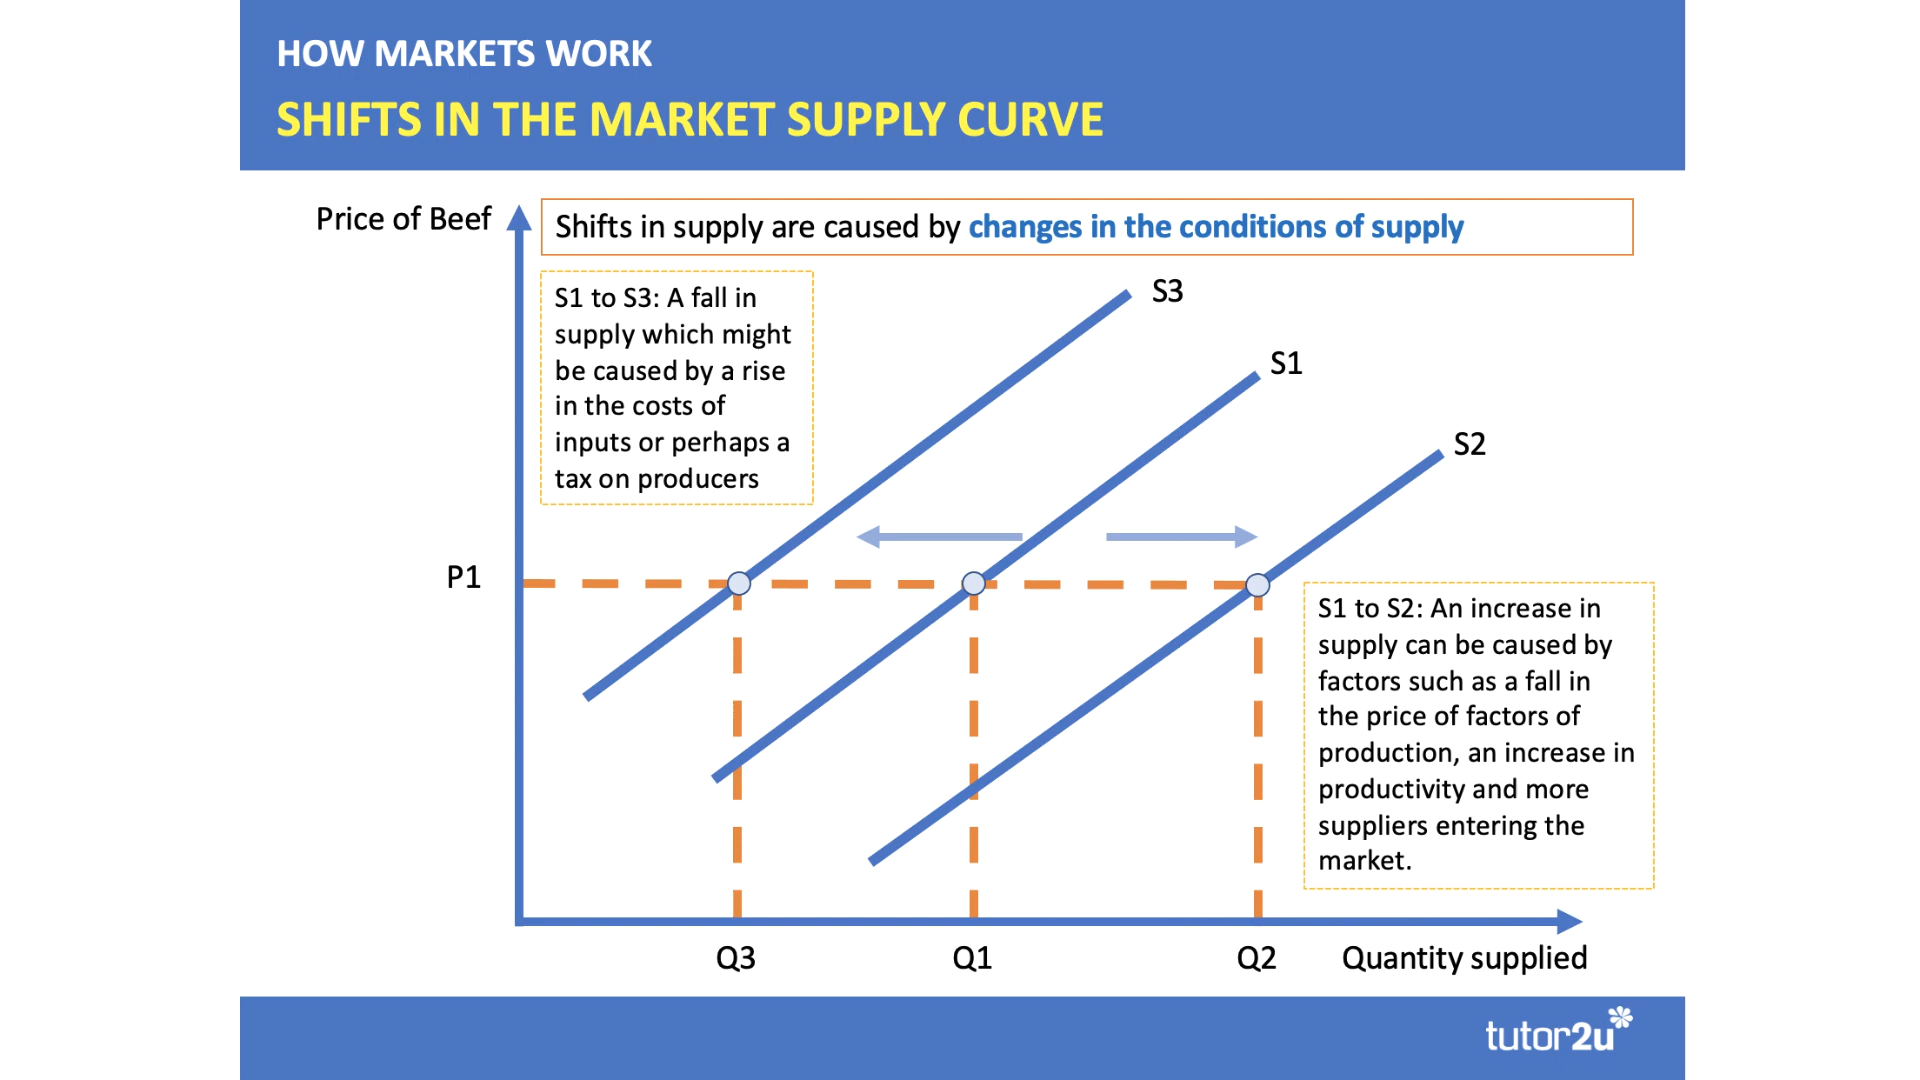 HOW MARKETS WORK
SHIFTS IN THE MARKET SUPPLY CURVE
Price of Beef
Shifts in supply are caused by changes in the conditions of supply
S1 to S3: A fall in
supply which might
be caused by a rise
in the costs of
inputs or perhaps a
tax on producers
S3
S1
S2
P1
S1 to S2: An increase in
supply can be caused by
factors such as a fall in
the price of factors of
production, an increase in
productivity and more
suppliers entering the
market.
Q3
Q1
Q2
Quantity supplied
tutor2u